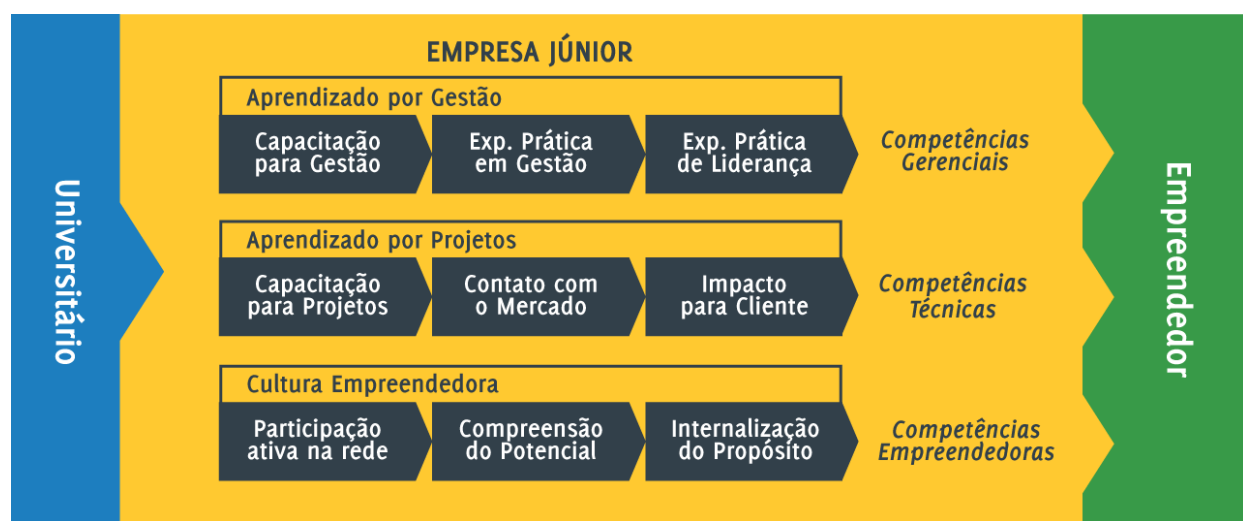 Universitário
EMPRESA JÚNIOR
Aprendizado por Gestão
Capacitação
para Gestão
Exp. Prática
em Gestão
Exp. Prática
de Liderança
Competências
Gerenciais
Aprendizado por Projetos
Capacitação
para Projetos
Contato com
o Mercado
Impacto
para Cliente
Competências
Técnicas
Cultura Empreendedora
Participação
ativa na rede
Compreensão
do Potencial
Internalização
do Propósito
Competências
Empreendedoras
Empreendedor